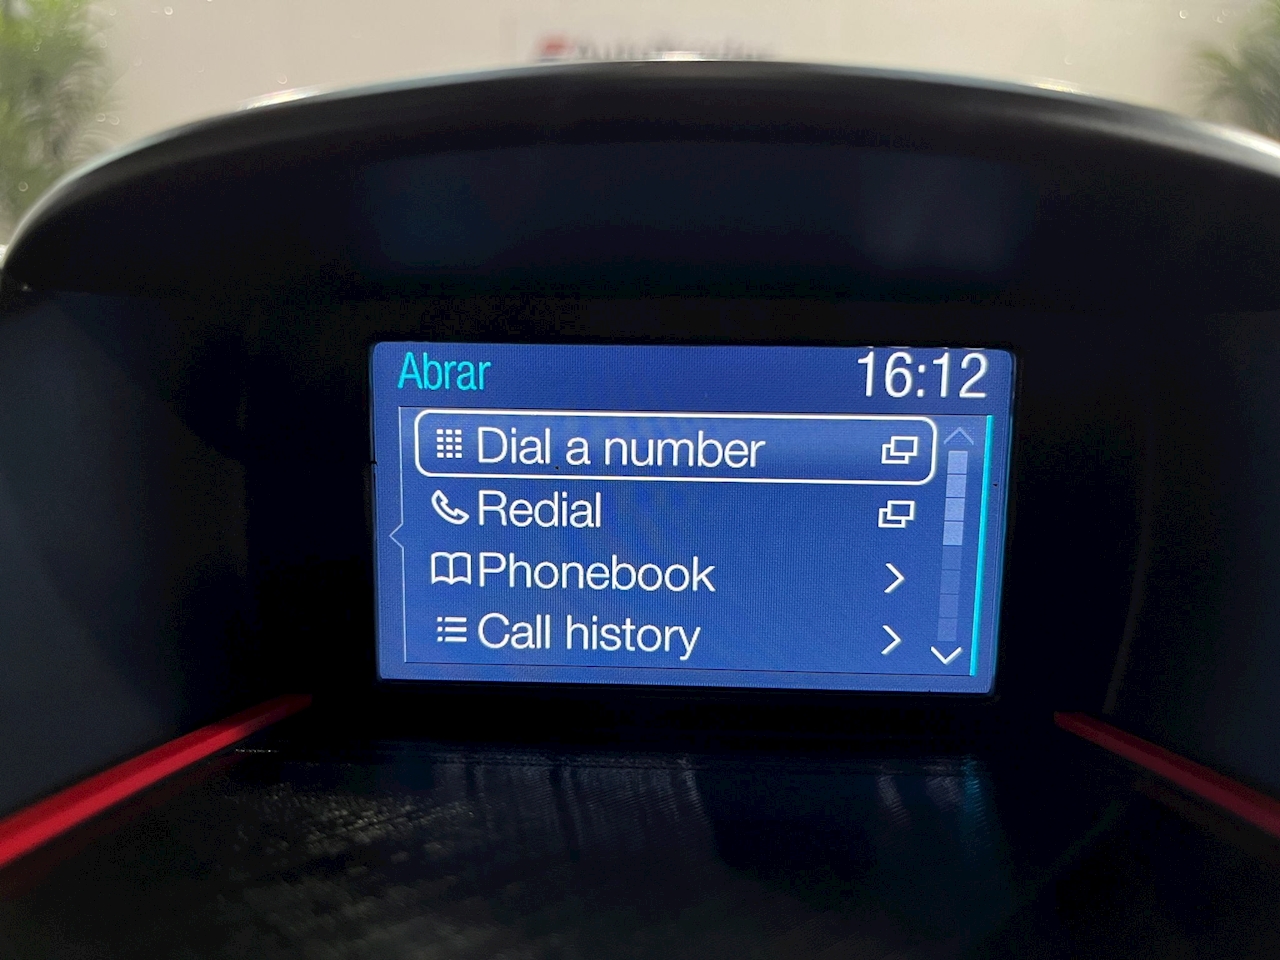 Abrar
16:12
Dial a number
Redial
Phonebook
Call history